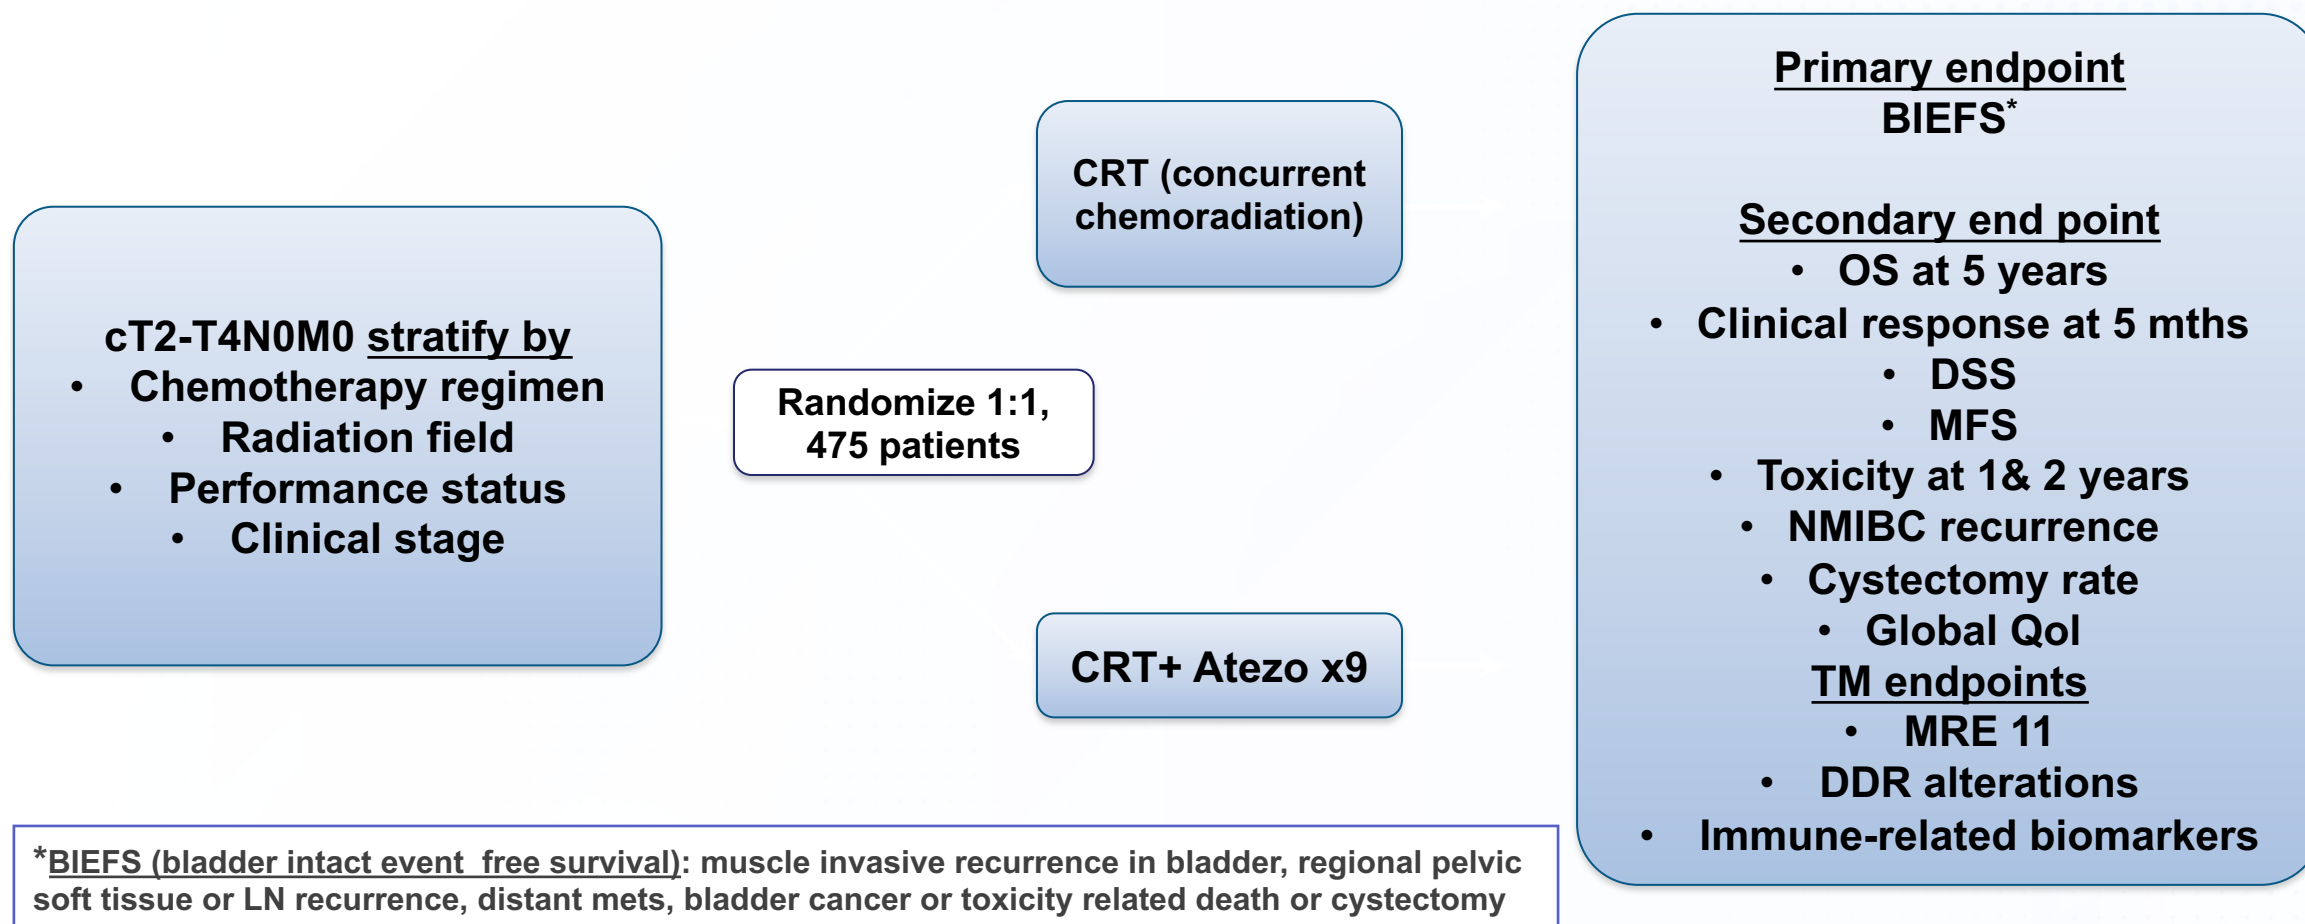 cT2-T4N0M0 stratify by
• Chemotherapy regimen
• Radiation field
• Performance status
• Clinical stage
Randomize 1:1,
475 patients
CRT (concurrent
chemoradiation)
CRT+ Atezo x9
Primary endpoint
BIEFS*
Secondary end point
• OS at 5 years
• Clinical response at 5 mths
• DSS
• MFS
• Toxicity at 1& 2 years
• NMIBC recurrence
• Cystectomy rate
• Global Qol
TM endpoints
• MRE 11
• DDR alterations
• Immune-related biomarkers
*BIEFS (bladder intact event free survival): muscle invasive recurrence in bladder, regional pelvic
soft tissue or LN recurrence, distant mets, bladder cancer or toxicity related death or cystectomy